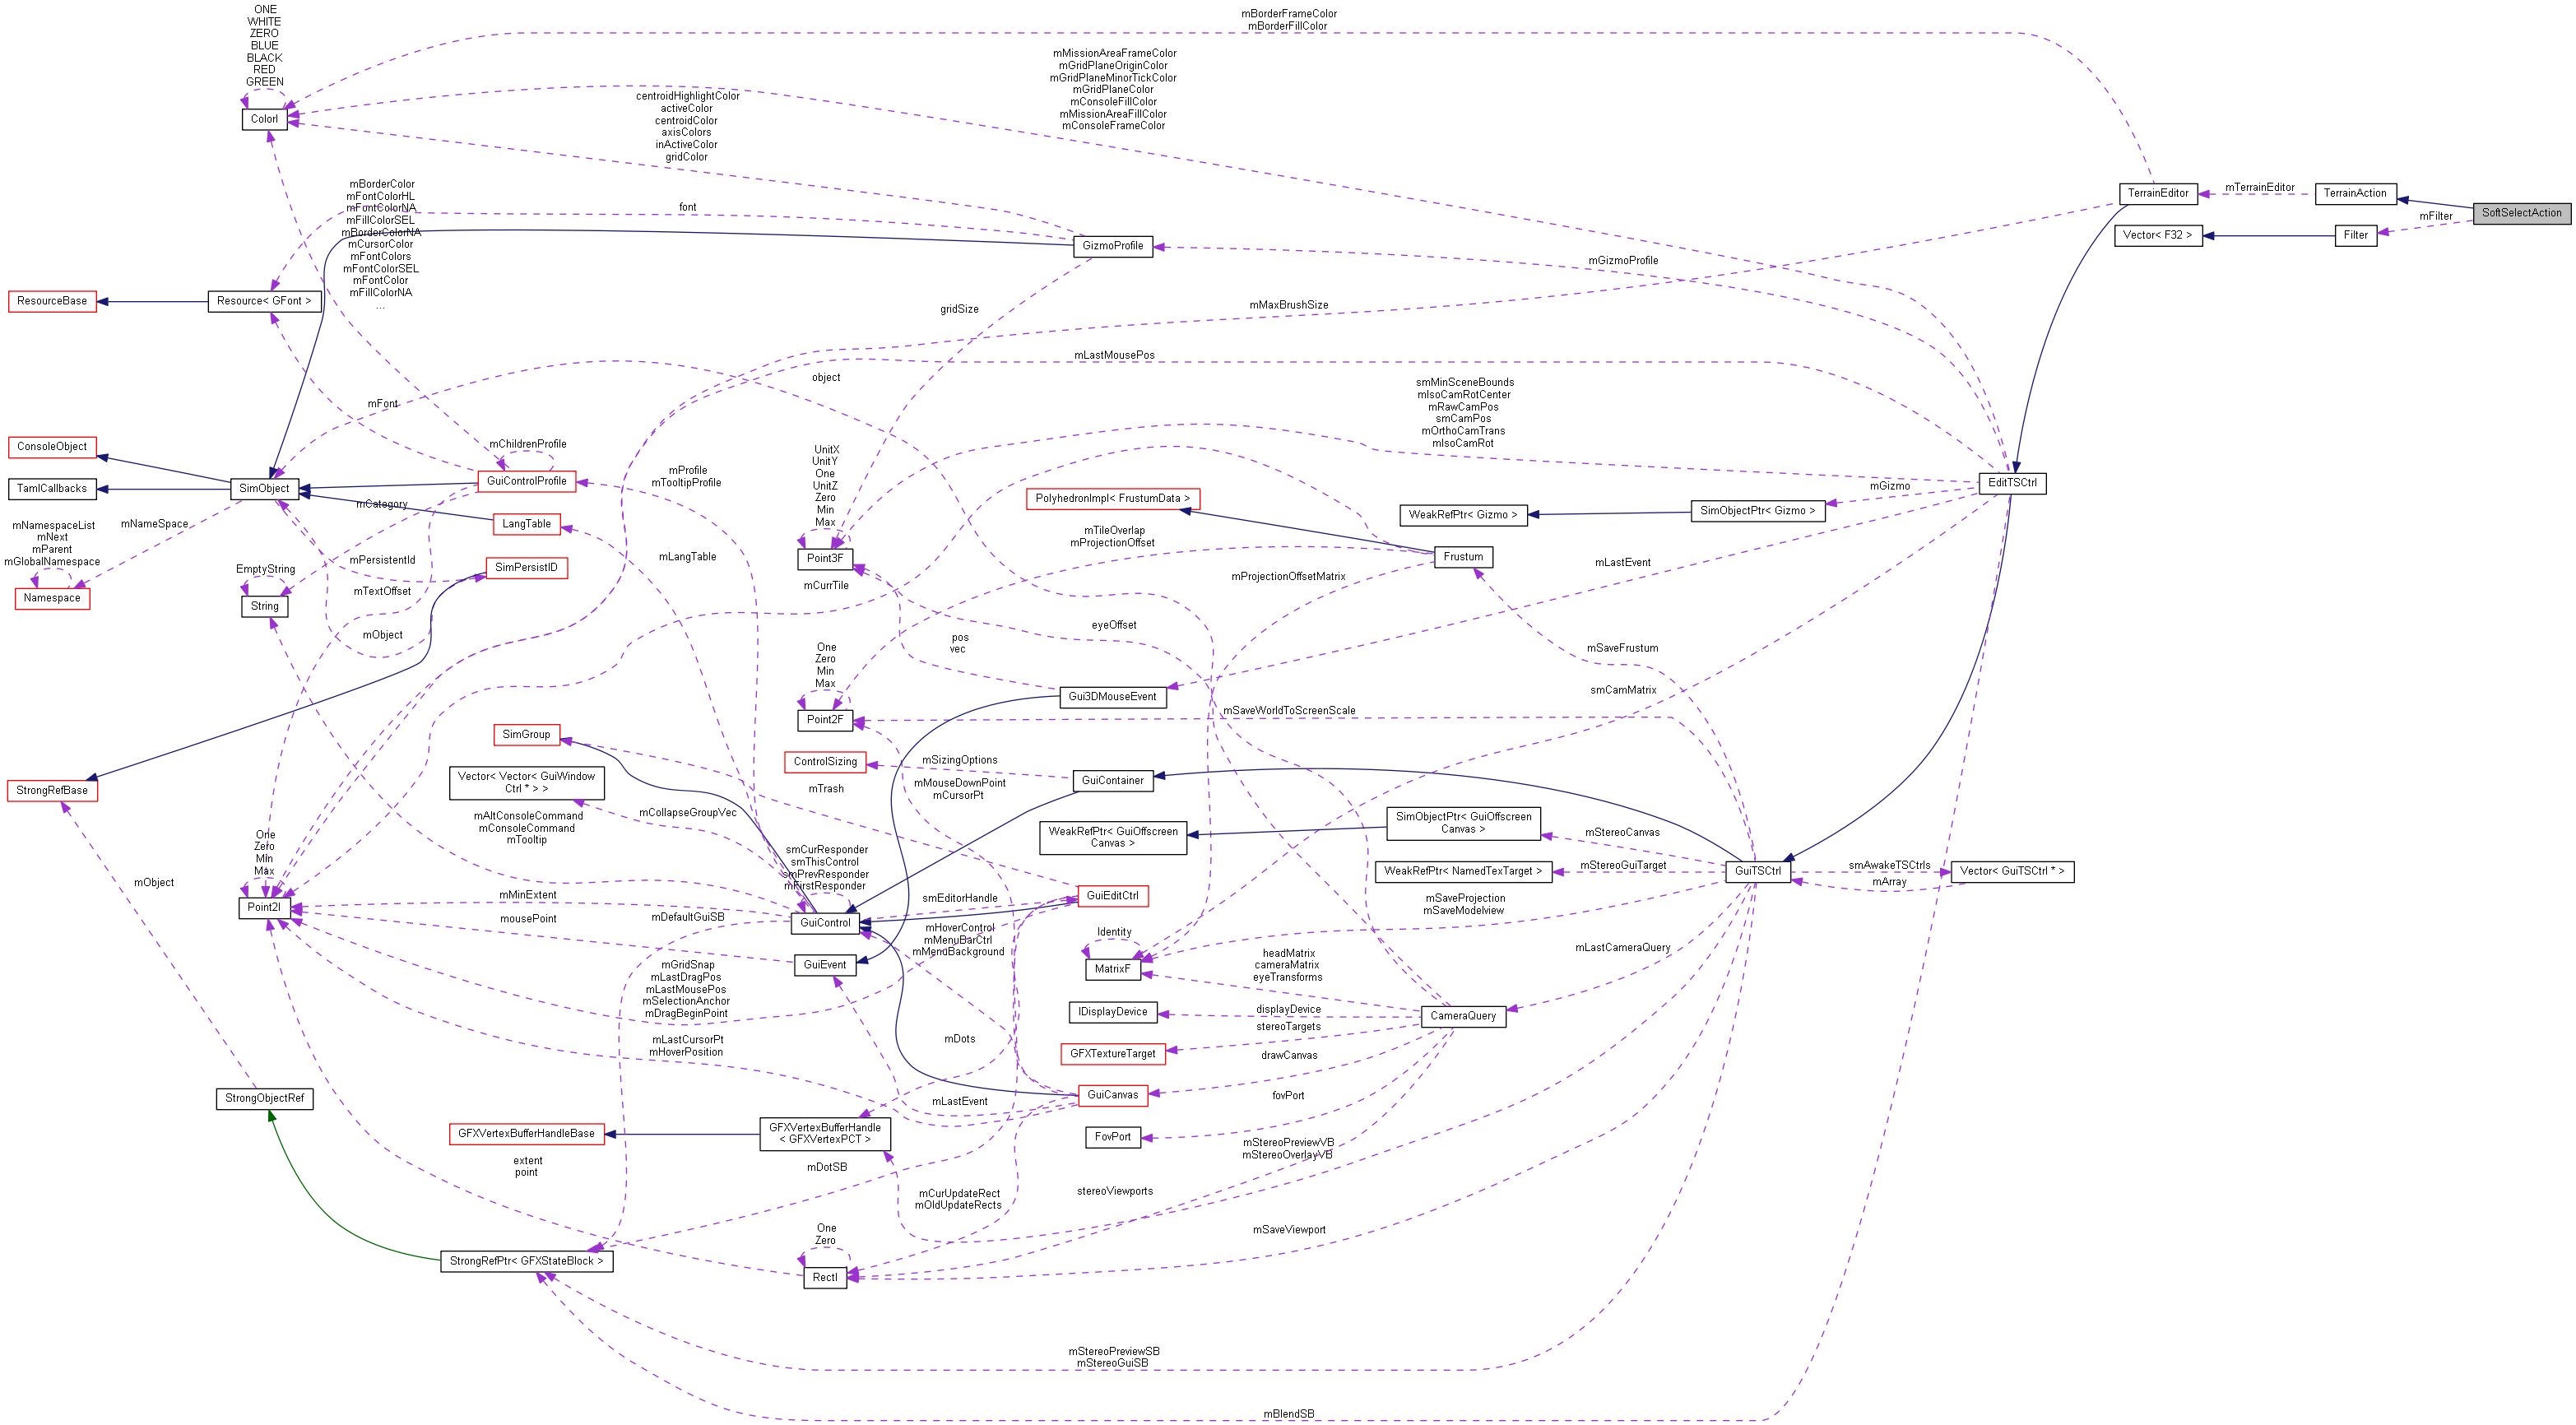 ONE
WHITE
ZERO
BLUE
BLACK
RED
GREEN
ColorI
mBorderFrameColor
mBorderFillColor
mMissionAreaFrameColor
mGridPlaneOriginColor
mGridPlaneMinorTickColor
mGridPlaneColor
mConsoleFillColor
mMissionAreaFillColor
mConsoleFrameColor
centroidHighlightColor
activeColor
centroidColor
axisColors
inActiveColor
gridColor
mBorderColor
mFontColorHL
mFontColorNA
mFillColorSEL
mBorderColorNA
mCursorColor
mFontColors
mFontColorSEL
mFontColor
mFillColorNA
...
font
GizmoProfile
mGizmoProfile
TerrainEditor
mTerrainEditor
TerrainAction
SoftSelectAction
mFilter
Vector< F32 >
Filter
ResourceBase
Resource< GFont >
gridSize
mMaxBrushSize
mLastMousePos
object
mFont
smMinSceneBounds
mIsoCamRotCenter
mRawCamPos
smCamPos
mOrthoCamTrans
mIsoCamRot
ConsoleObject
TamlCallbacks
SimObject
mChildrenProfile
GuiControlProfile
mProfile
mTooltipProfile
UnitX
UnitY
One
UnitZ
Zero
Min
Max
Point3F
PolyhedronImpl< FrustumData >
WeakRefPtr< Gizmo >
SimObjectPtr< Gizmo >
mGizmo
EditTSCtrl
mCategory
LangTable
mNameSpace
mNamespaceList
mNext
mParent
mGlobalNamespace
Namespace
mTileOverlap
mProjectionOffset
Frustum
mLangTable
mPersistentId
SimPersistID
EmptyString
String
mTextOffset
mCurrTile
mProjectionOffsetMatrix
mLastEvent
mObject
eyeOffset
pos
vec
mSaveFrustum
One
Zero
Min
Max
Point2F
Gui3DMouseEvent
smCamMatrix
mSaveWorldToScreenScale
SimGroup
ControlSizing
mSizingOptions
GuiContainer
StrongRefBase
Vector< Vector< GuiWindow
Ctrl * > >
mTrash
mMouseDownPoint
mCursorPt
mAltConsoleCommand
mConsoleCommand
mTooltip
mCollapseGroupVec
WeakRefPtr< GuiOffscreen
Canvas >
SimObjectPtr< GuiOffscreen
Canvas >
mStereoCanvas
smCurResponder
smThisControl
smPrevResponder
mFirstResponder
WeakRefPtr< NamedTexTarget >
mStereoGuiTarget
GuiTSCtrl
smAwakeTSCtrls
mArray
Vector< GuiTSCtrl * >
One
Zero
Min
Max
Point2I
mObject
mMinExtent
mousePoint
mDefaultGuiSB
GuiControl
smEditorHandle
GuiEditCtrl
mSaveProjection
mSaveModelview
mHoverControl
mMenuBarCtrl
mMenuBackground
Identity
MatrixF
GuiEvent
mGridSnap
mLastDragPos
mLastMousePos
mSelectionAnchor
mDragBeginPoint
headMatrix
cameraMatrix
eyeTransforms
mLastCameraQuery
IDisplayDevice
displayDevice
CameraQuery
stereoTargets
GFXTextureTarget
mLastCursorPt
mHoverPosition
mDots
drawCanvas
StrongObjectRef
mLastEvent
GuiCanvas
fovPort
GFXVertexBufferHandleBase
GFXVertexBufferHandle
< GFXVertexPCT >
FovPort
mStereoPreviewVB
mStereoOverlayVB
extent
point
mDotSB
mCurUpdateRect
mOldUpdateRects
stereoViewports
One
Zero
RectI
mSaveViewport
StrongRefPtr< GFXStateBlock >
mStereoPreviewSB
mStereoGuiSB
mBlendSB